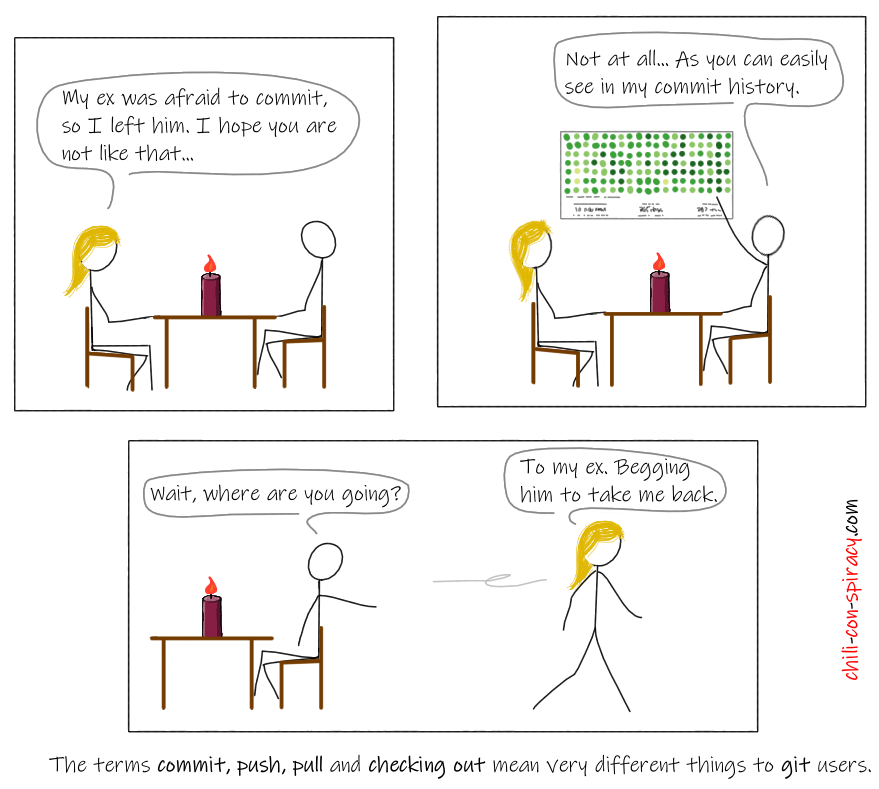 My ex was afraid to commit,
so I left him. I hope you are
not like that...
Not at all... As you can easily
see in my commit history.
Wait, where are you going?
To my ex. Begging
him to take me back.
chili-con-spiracy.com
The terms commit, push, pull and checking out mean very different things to git users.